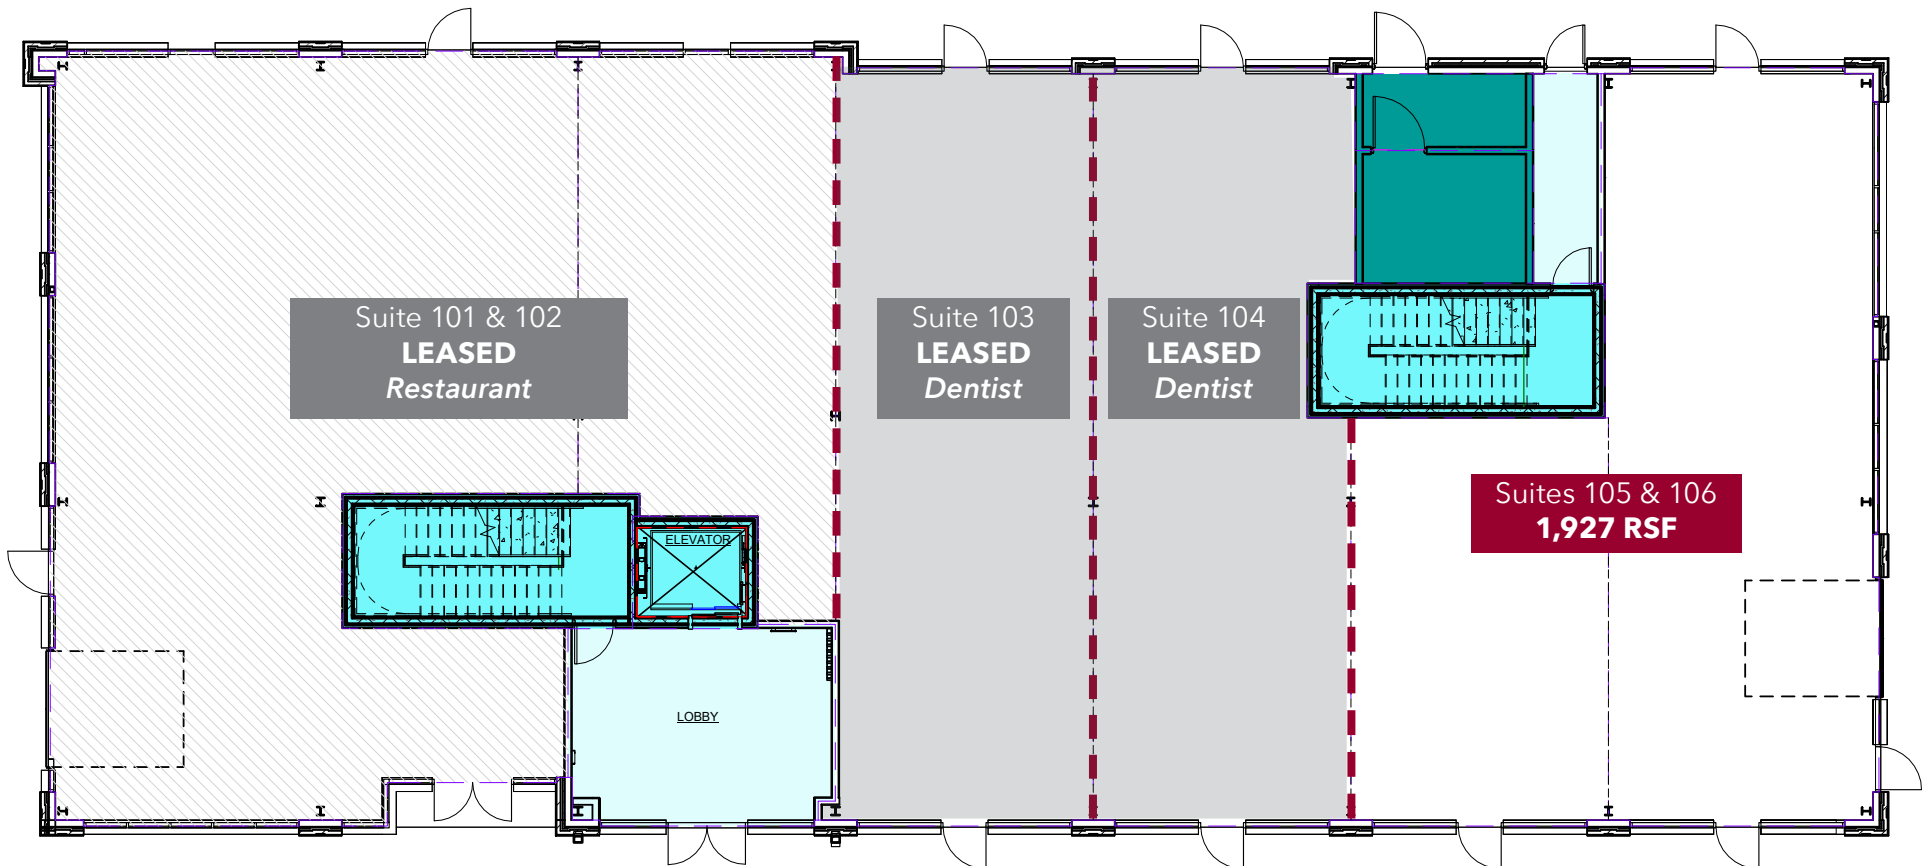 Suite 101 & 102
LEASED
Restaurant
Suite 103
LEASED
Dentist
Suite 104
LEASED
Dentist
Suites 105 & 106
1,927 RSF
ELEVATOR
LOBBY